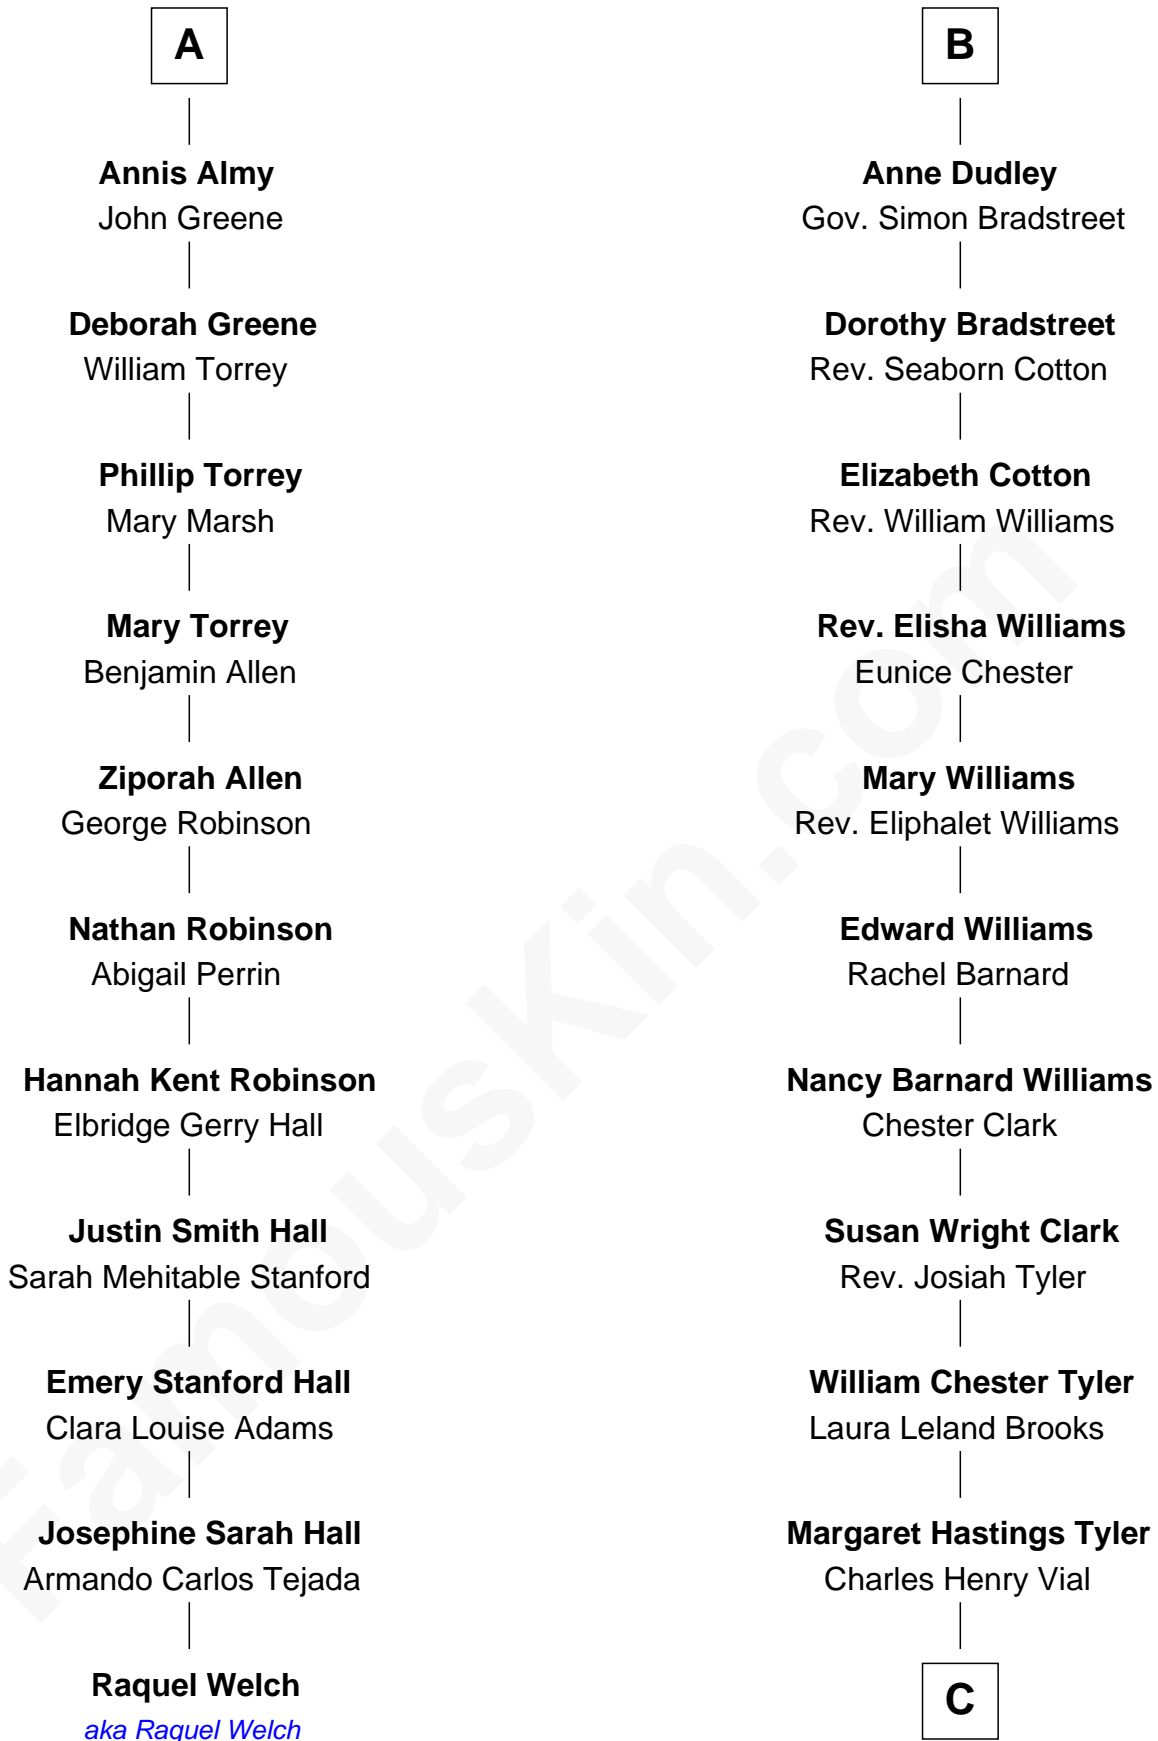 A
Annis Almy
John Greene
Deborah Greene
William Torrey
Phillip Torrey
Mary Marsh
Mary Torrey
Benjamin Allen
Ziporah Allen
George Robinson
Nathan Robinson
Abigail Perrin
Hannah Kent Robinson
Elbridge Gerry Hall
Justin Smith Hall
Sarah Mehitable Stanford
Emery Stanford Hall
Clara Louise Adams
Josephine Sarah Hall
Armando Carlos Tejada
Raquel Welch
aka Raquel Welch
B
Anne Dudley
Gov. Simon Bradstreet
Dorothy Bradstreet
Rev. Seaborn Cotton
Elizabeth Cotton
Rev. William Williams
Rev. Elisha Williams
Eunice Chester
Mary Williams
Rev. Eliphalet Williams
Edward Williams
Rachel Barnard
Nancy Barnard Williams
Chester Clark
Susan Wright Clark
Rev. Josiah Tyler
William Chester Tyler
Laura Leland Brooks
Margaret Hastings Tyler
Charles Henry Vial
C
FamousKin.com